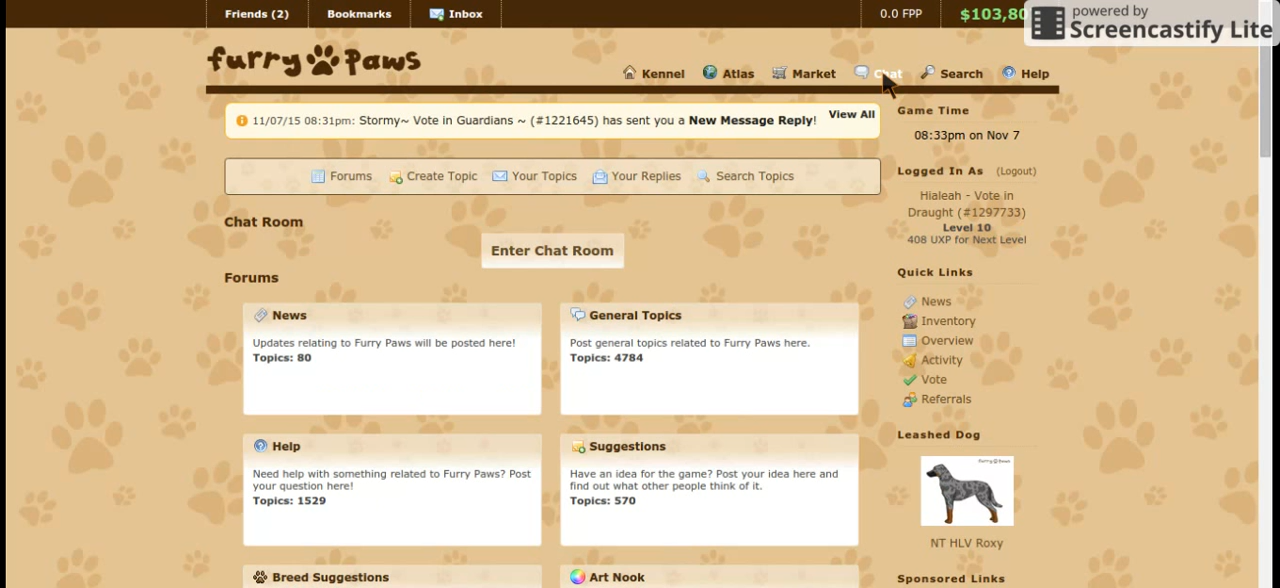 Friends (2) Bookmarks Inbox 0.0 FPP $103,80
powered by
Screencastify Lite
furry Paws
Kennel Atlas Market Chat Search Help
11/07/15 08:31pm: Stormy~ Vote in Guardians ~ (#1221645) has sent you a New Message Reply! View All
Forums Create Topic Your Topics Your Replies Search Topics
Chat Room
Enter Chat Room
Forums
News
Updates relating to Furry Paws will be posted here!
Topics: 80
General Topics
Post general topics related to Furry Paws here.
Topics: 4784
Help
Need help with something related to Furry Paws? Post
your question here!
Topics: 1529
Suggestions
Have an idea for the game? Post your idea here and
find out what other people think of it.
Topics: 570
Breed Suggestions
Art Nook
Game Time
08:33pm on Nov 7
Logged In As (Logout)
Hialeah - Vote in
Draught (#1297733)
Level 10
408 UXP for Next Level
Quick Links
News
Inventory
Overview
Activity
Vote
Referrals
Leashed Dog
Furry Paws
NT HLV Roxy
Sponsored Links